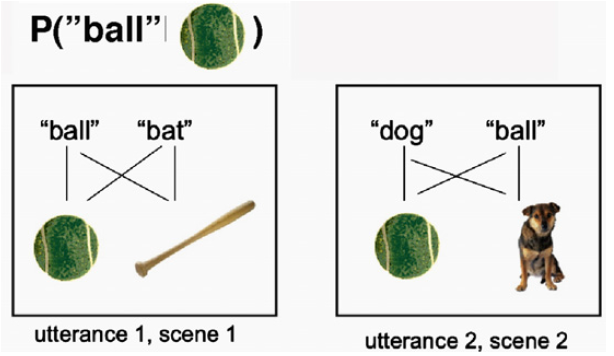 P("ball"| )
"ball" "bat"
"dog" "ball"
utterance 1, scene 1
utterance 2, scene 2